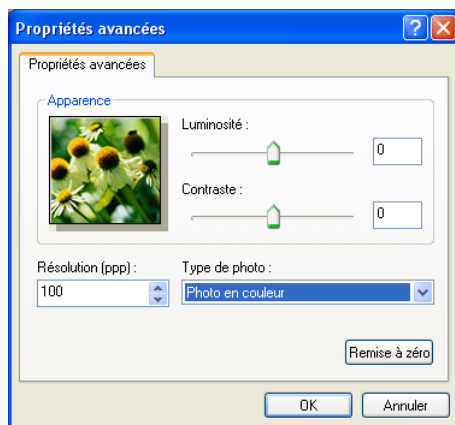 Propriétés avancées
Propriétés avancées
Apparence
Luminosité :
0
Contraste :
0
Résolution (ppp) :
Type de photo :
100
Photo en couleur
Remise à zéro
OK
Annuler